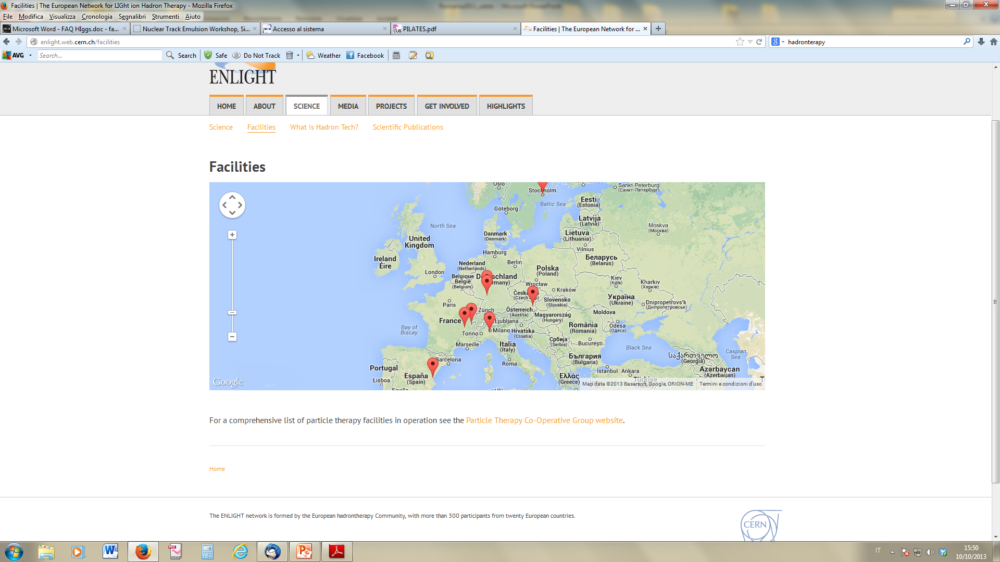 Facilities | The European Network for LIGht ion Hadron Therapy - Mozilla Firefox
File Modifica Visualizza Cronologia Segnalibri Strumenti Aiuto
Microsoft Word - FAQ HIggs.doc - fa...
Nuclear Track Emulsion Workshop, Si...
Accesso al sistema
PILATES.pdf
Facilities | The European Network for ...
enlight.web.cern.ch/facilities
hadronterapy
AVG
Search...
Search
Safe
Do Not Track
Weather
Facebook
ENLIGHT
HOME
ABOUT
SCIENCE
MEDIA
PROJECTS
GET INVOLVED
HIGHLIGHTS
Science
Facilities
What is Hadron Tech?
Scientific Publications
Facilities
Oslo
Stockholm
Sankt-Peterburg
(Санкт-Петербург)
Baltic Sea
Eesti
(Estonia)
Göteborg
Latvija
(Latvia)
Moskva
(Москва)
North Sea
Danmark
(Denmark)
Lietuva
(Lithuania)
United
Kingdom
Vilnius
Hamburg
Беларусь
(Belarus)
Ireland
Éire
Nederland
(Netherlands)
Berlin
Polska
(Poland)
London
Belgique
België
(Belgium)
Wrocław
Kraków
Kiev
(Київ)
Kharkiv
(Харків)
Slovensko
(Slovakia)
Україна
(Ukraine)
Dnipropetrovs'k
(Дніпропетровськ)
Paris
Zürich
Österreich
(Austria)
Magyarország
(Hungary)
Moldova
France
Ljubljana
România
(Romania)
Odesa
(Одеса)
Bay of
Biscay
Torino
Milano
Hrvatska
(Croatia)
Србија
(Serbia)
București
Marseille
Italia
(Italy)
Black Sea
Caspian
Sea
Barcelona
Roma
България
(Bulgaria)
საქართველო
(Georgia)
Portugal
España
(Spain)
İstanbul
Ankara
Azərbaycan
(Azerbaijan)
Lisboa
Ελλάς
(Greece)
Türkiye
(Turkey)
Sevilla
Google
Map data ©2013 Basarsoft, Google, ORION-ME
Termini e condizioni d'uso
For a comprehensive list of particle therapy facilities in operation see the Particle Therapy Co-Operative Group website.
Home
The ENLIGHT network is formed by the European hadrontherapy Community, with more than 300 participants from twenty European countries.
CERN
IT
15:50
10/10/2013